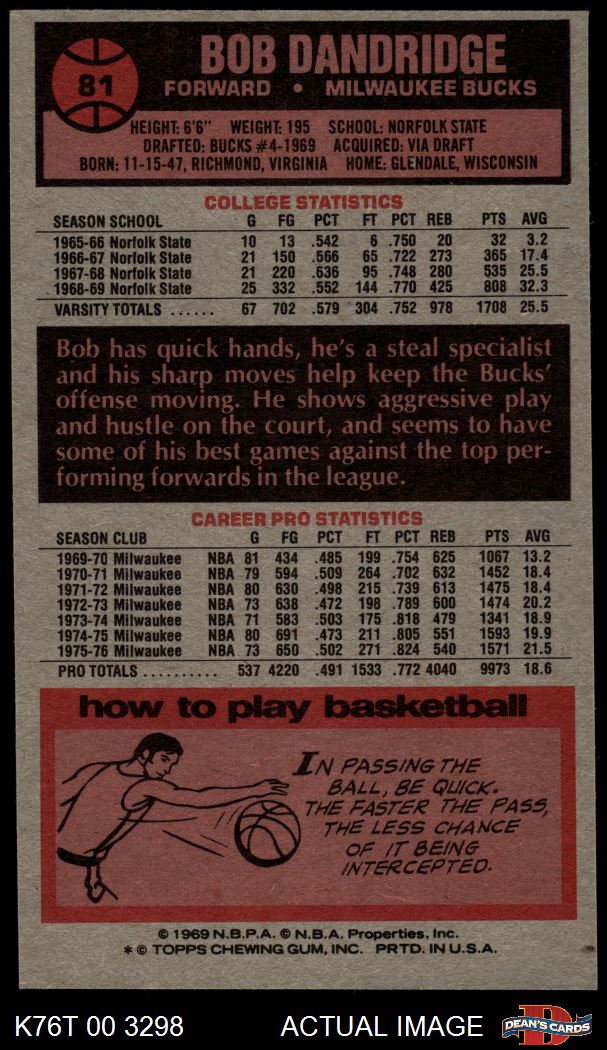 81
BOB DANDRIDGE
FORWARD • MILWAUKEE BUCKS
HEIGHT: 6'6" WEIGHT: 195 SCHOOL: NORFOLK STATE
DRAFTED: BUCKS #4-1969 ACQUIRED: VIA DRAFT
BORN: 11-15-47, RICHMOND, VIRGINIA HOME: GLENDALE, WISCONSIN
COLLEGE STATISTICS
SEASON SCHOOL G FG PCT FT PCT REB PTS AVG
1965-66 Norfolk State 10 13 .542 6 .750 20 32 3.2
1966-67 Norfolk State 21 150 .566 65 .722 273 365 17.4
1967-68 Norfolk State 21 220 .636 95 .748 280 535 25.5
1968-69 Norfolk State 25 332 .552 144 .770 425 808 32.3
VARSITY TOTALS ...... 67 702 .579 304 .752 978 1708 25.5
Bob has quick hands, he's a steal specialist
and his sharp moves help keep the Bucks'
offense moving. He shows aggressive play
and hustle on the court, and seems to have
some of his best games against the top per-
forming forwards in the league.
CAREER PRO STATISTICS
SEASON CLUB G FG PCT FT PCT REB PTS AVG
1969-70 Milwaukee NBA 81 434 .485 199 .754 625 1067 13.2
1970-71 Milwaukee NBA 79 594 .509 264 .702 632 1452 18.4
1971-72 Milwaukee NBA 80 630 .498 215 .739 613 1475 18.4
1972-73 Milwaukee NBA 73 638 .472 198 .789 600 1474 20.2
1973-74 Milwaukee NBA 71 583 .503 175 .818 479 1341 18.9
1974-75 Milwaukee NBA 80 691 .473 211 .805 551 1593 19.9
1975-76 Milwaukee NBA 73 650 .502 271 .824 540 1571 21.5
PRO TOTALS .......... 537 4220 .491 1533 .772 4040 9973 18.6
how to play basketball
IN PASSING THE
BALL, BE QUICK.
THE FASTER THE PASS,
THE LESS CHANCE
OF IT BEING
INTERCEPTED.
© 1969 N.B.P.A. © N.B.A. Properties, Inc.
* © TOPPS CHEWING GUM, INC. PRTD. IN U.S.A.
K76T 00 3298 ACTUAL IMAGE D DEAN'S CARDS